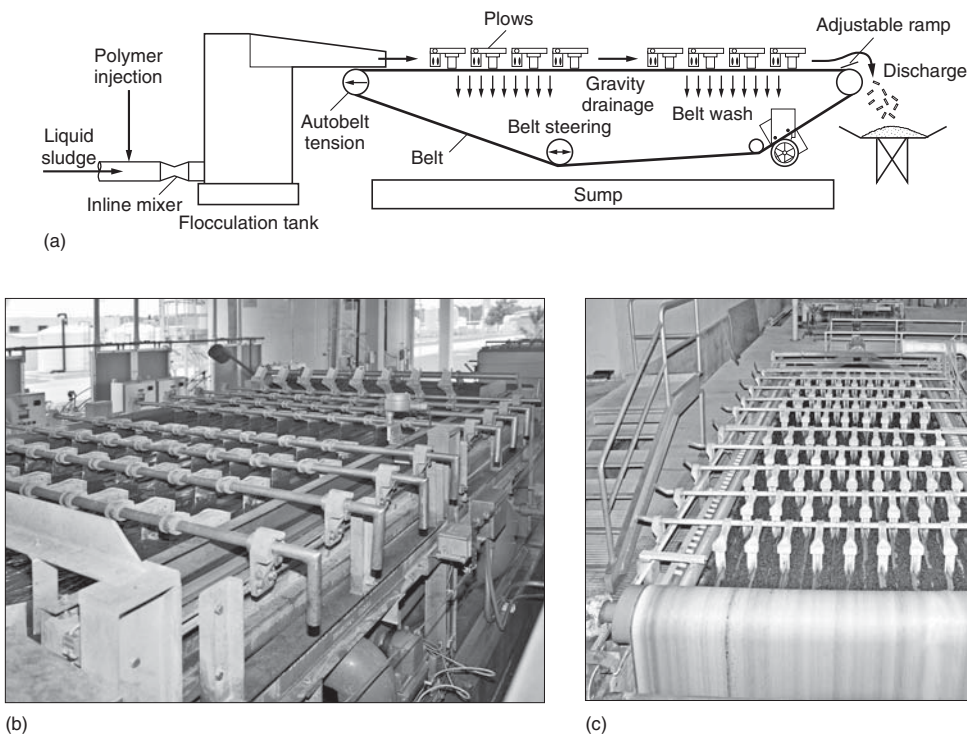 Plows
Adjustable ramp
Polymer
injection
Discharge
Gravity
drainage
Belt wash
Autobelt
tension
Belt steering
Liquid
sludge
Belt
Inline mixer
Sump
Flocculation tank
(a)
(b)
(c)